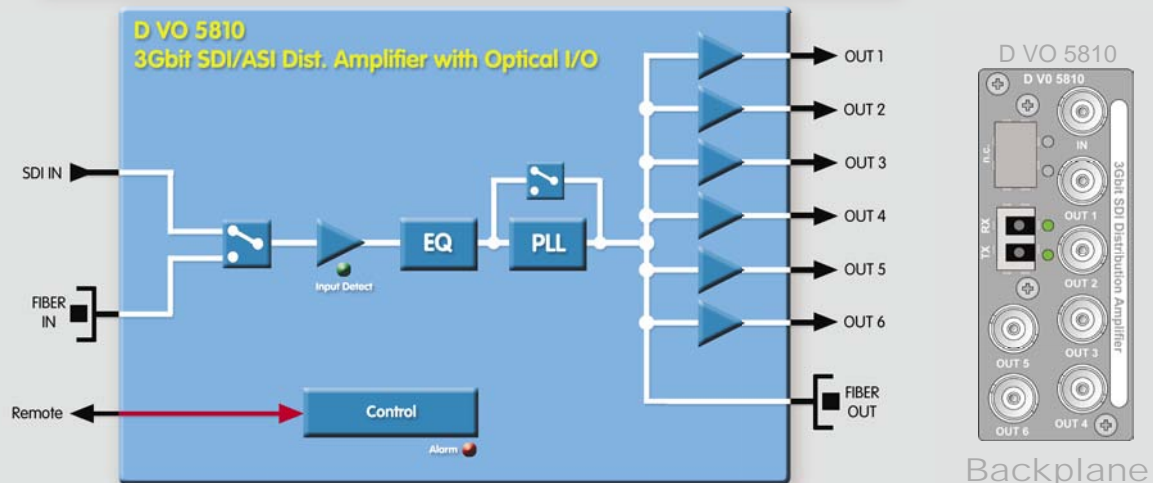 D VO 5810
3Gbit SDI/ASI Dist. Amplifier with Optical I/O
SDI IN
FIBER
IN
Remote
Input Detect
EQ
PLL
Control
Alarm
OUT 1
OUT 2
OUT 3
OUT 4
OUT 5
OUT 6
FIBER
OUT
D VO 5810
D V0 5810
n.c.
IN
OUT 1
RX
TX
OUT 2
OUT 5
OUT 3
OUT 6
OUT 4
3Gbit SDI Distribution Amplifier
Backplane